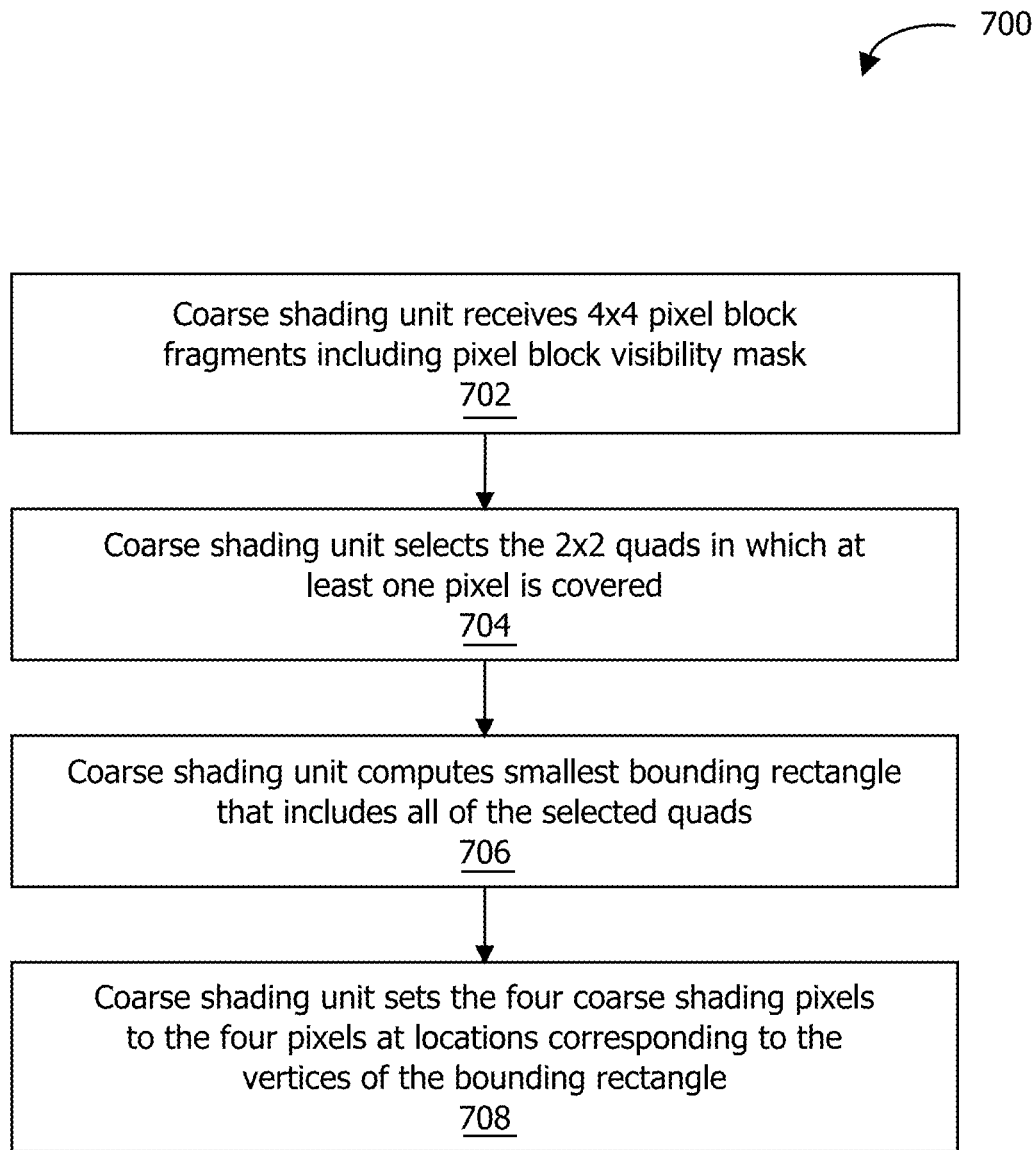 700
Coarse shading unit receives 4x4 pixel block
fragments including pixel block visibility mask
702
Coarse shading unit selects the 2x2 quads in which at
least one pixel is covered
704
Coarse shading unit computes smallest bounding rectangle
that includes all of the selected quads
706
Coarse shading unit sets the four coarse shading pixels
to the four pixels at locations corresponding to the
vertices of the bounding rectangle
708